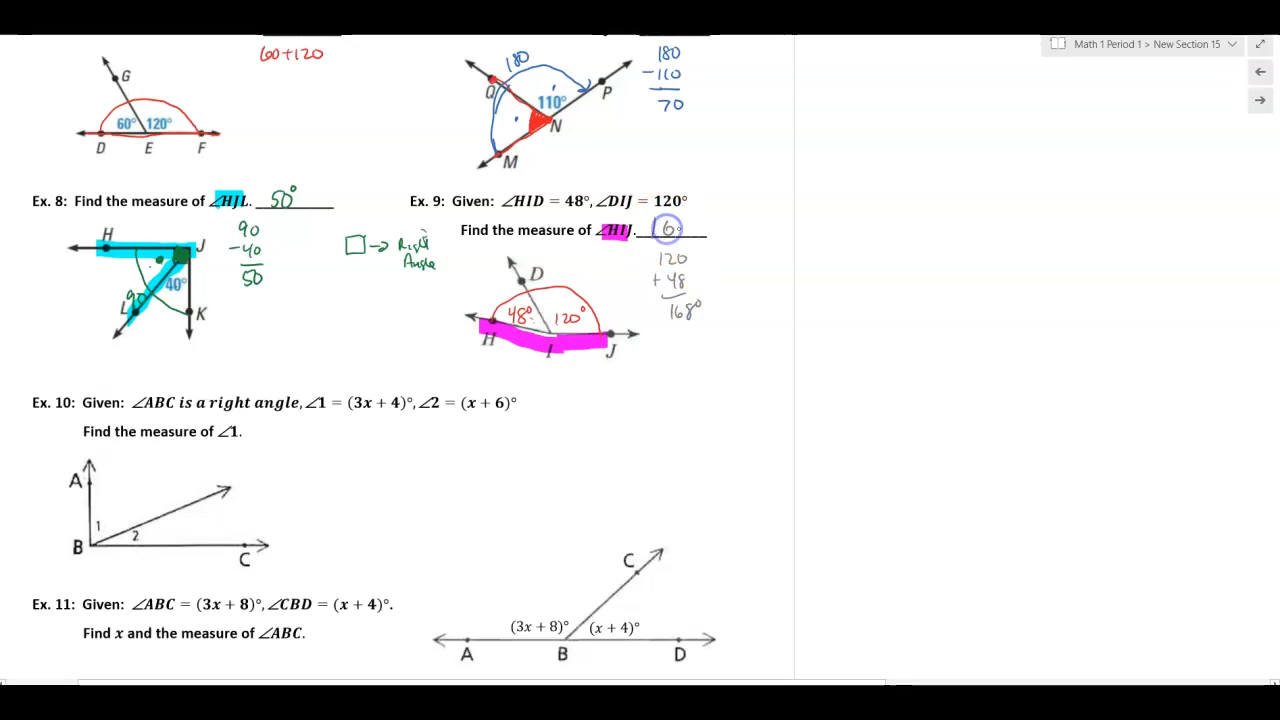 Math 1 Period 1 > New Section 15
60+120
G
60° 120°
D E F
180
Q
110°
P
N
M
180
-110
70
Ex. 8: Find the measure of ∠HJL. 50°
H J
90
-40
50
→ Right
Angle
90
40°
L K
Ex. 9: Given: ∠HID = 48°, ∠DIJ = 120°
Find the measure of ∠HIJ. 16
120
+ 48
168°
D
48° 120°
H I J
Ex. 10: Given: ∠ABC is a right angle, ∠1 = (3x + 4)°, ∠2 = (x + 6)°
Find the measure of ∠1.
A
1
2
B C
Ex. 11: Given: ∠ABC = (3x + 8)°, ∠CBD = (x + 4)°.
Find x and the measure of ∠ABC.
C
(3x + 8)° (x + 4)°
A B D